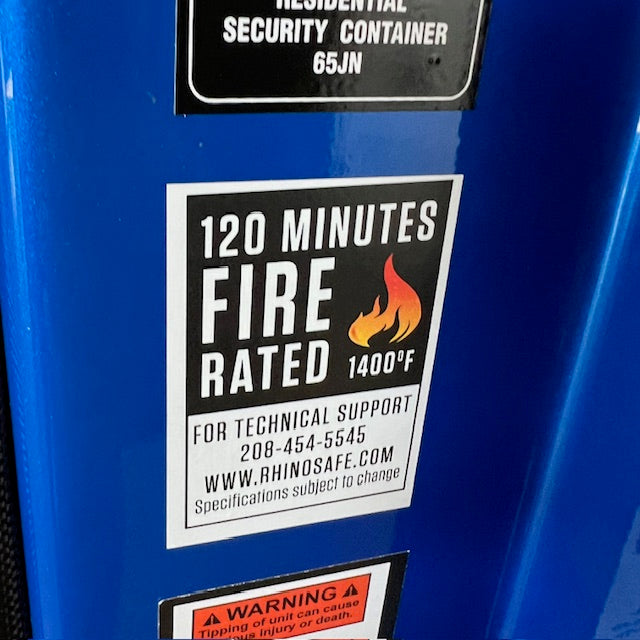 RESIDENTIAL
SECURITY CONTAINER
65JN
120 MINUTES
FIRE
RATED 1400°F
FOR TECHNICAL SUPPORT
208-454-5545
WWW.RHINOSAFE.COM
Specifications subject to change
WARNING
Tipping of unit can cause
injury or death.